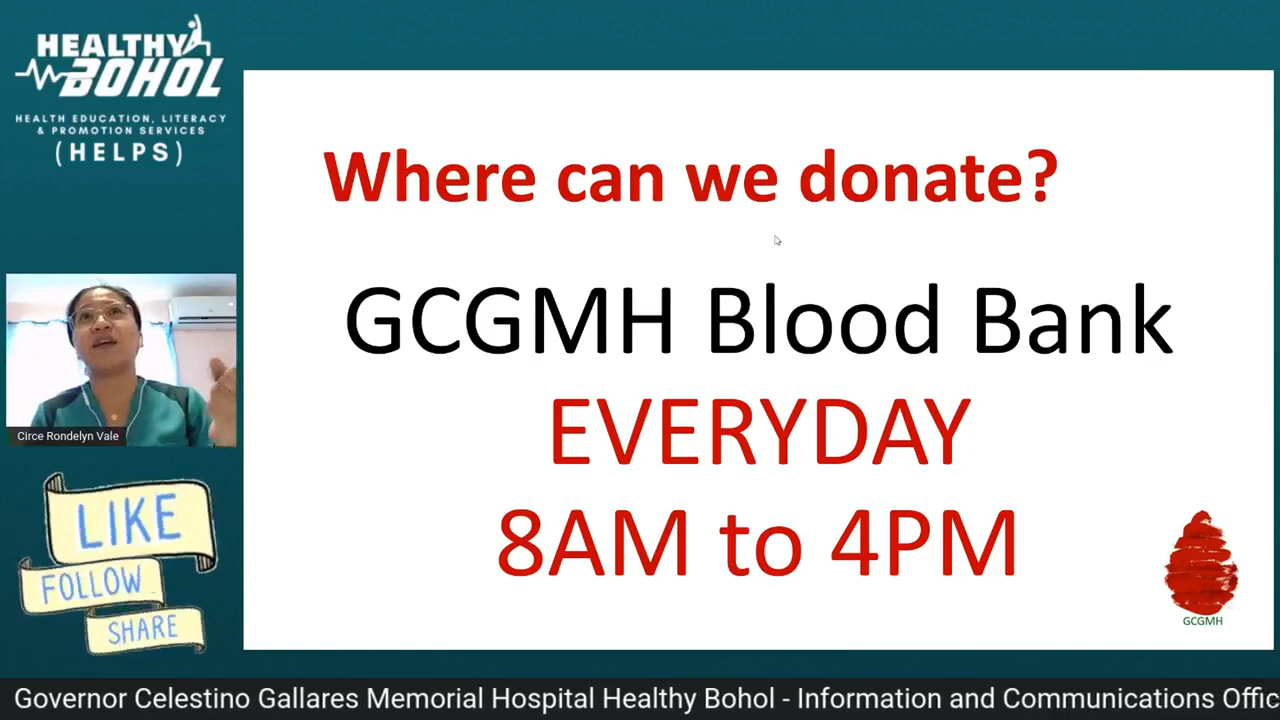 HEALTHY
BOHOL
HEALTH EDUCATION, LITERACY
& PROMOTION SERVICES
(HELPS)
Where can we donate?
GCGMH Blood Bank
EVERYDAY
8AM to 4PM
GCGMH
Circe Rondelyn Vale
LIKE
FOLLOW
SHARE
Governor Celestino Gallares Memorial Hospital Healthy Bohol - Information and Communications Offic